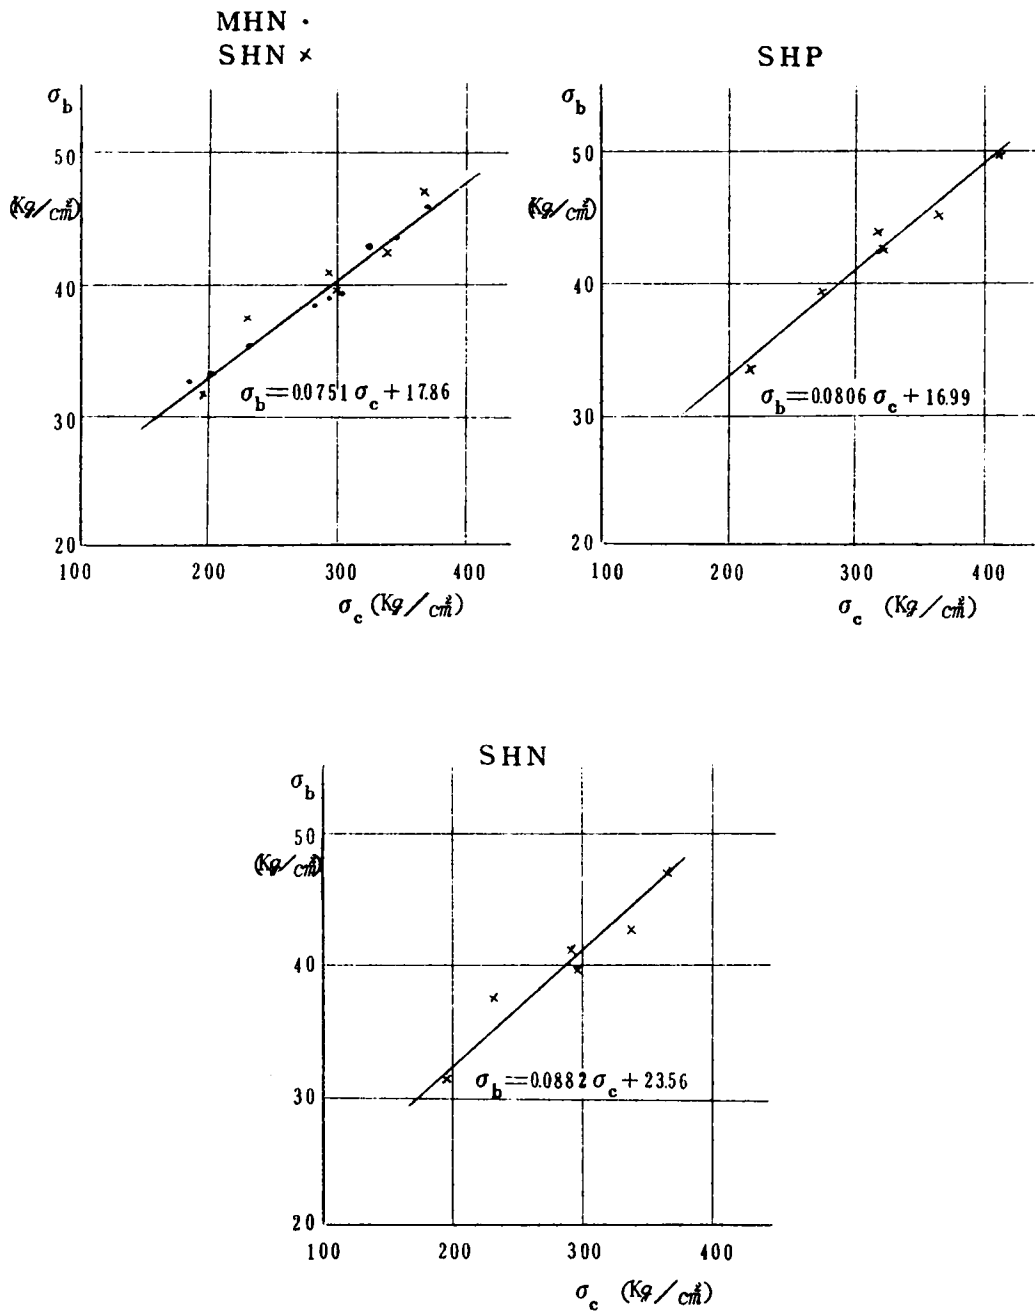 MHN ·
SHN ×
σb
50
(Kg/cm²)
40
σb=0.0751 σc+17.86
30
20
100 200 300 400
σc (Kg/cm²)
SHP
σb
50
(Kg/cm²)
40
σb=0.0806 σc+16.99
30
20
100 200 300 400
σc (Kg/cm²)
SHN
σb
50
(Kg/cm²)
40
σb=0.0882 σc+23.56
30
20
100 200 300 400
σc (Kg/cm²)